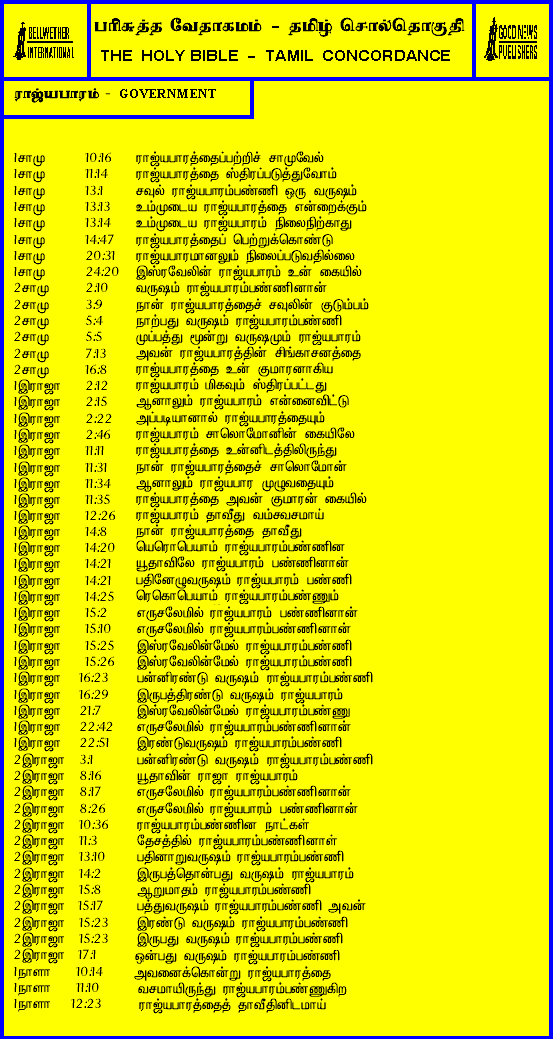 BELLWETHER
INTERNATIONAL
பரிசுத்த வேதாகமம் - தமிழ் சொல்தொகுதி
THE HOLY BIBLE - TAMIL CONCORDANCE
GOOD NEWS
PUBLISHERS
ராஜ்யபாரம் - GOVERNMENT
1சாமு 10:16 ராஜ்யபாரத்தைப்பற்றிச் சாமுவேல்
1சாமு 11:14 ராஜ்யபாரத்தை ஸ்திரப்படுத்துவோம்
1சாமு 13:1 சவுல் ராஜ்யபாரம்பண்ணி ஒரு வருஷம்
1சாமு 13:13 உம்முடைய ராஜ்யபாரத்தை என்றைக்கும்
1சாமு 13:14 உம்முடைய ராஜ்யபாரம் நிலைநிற்காது
1சாமு 14:47 ராஜ்யபாரத்தைப் பெற்றுக்கொண்டு
1சாமு 20:31 ராஜ்யபாரமானலும் நிலைப்படுவதில்லை
1சாமு 24:20 இஸ்ரவேலின் ராஜ்யபாரம் உன் கையில்
2சாமு 2:10 வருஷம் ராஜ்யபாரம்பண்ணினான்
2சாமு 3:9 நான் ராஜ்யபாரத்தைச் சவுலின் குடும்பம்
2சாமு 5:4 நாற்பது வருஷம் ராஜ்யபாரம்பண்ணி
2சாமு 5:5 முப்பத்து மூன்று வருஷமும் ராஜ்யபாரம்
2சாமு 7:13 அவன் ராஜ்யபாரத்தின் சிங்காசனத்தை
2சாமு 16:8 ராஜ்யபாரத்தை உன் குமாரனாகிய
1இராஜா 2:12 ராஜ்யபாரம் மிகவும் ஸ்திரப்பட்டது
1இராஜா 2:15 ஆனாலும் ராஜ்யபாரம் என்னைவிட்டு
1இராஜா 2:22 அப்படியானால் ராஜ்யபாரத்தையும்
1இராஜா 2:46 ராஜ்யபாரம் சாலொமோனின் கையிலே
1இராஜா 11:11 ராஜ்யபாரத்தை உன்னிடத்திலிருந்து
1இராஜா 11:31 நான் ராஜ்யபாரத்தைச் சாலொமோன்
1இராஜா 11:34 ஆனாலும் ராஜ்யபார முழுவதையும்
1இராஜா 11:35 ராஜ்யபாரத்தை அவன் குமாரன் கையில்
1இராஜா 12:26 ராஜ்யபாரம் தாவீது வம்சவசமாய்
1இராஜா 14:8 நான் ராஜ்யபாரத்தை தாவீது
1இராஜா 14:20 யெரொபெயாம் ராஜ்யபாரம்பண்ணின
1இராஜா 14:21 யூதாவிலே ராஜ்யபாரம் பண்ணினான்
1இராஜா 14:21 பதினேழுவருஷம் ராஜ்யபாரம் பண்ணி
1இராஜா 14:25 ரெகொபெயாம் ராஜ்யபாரம்பண்ணும்
1இராஜா 15:2 எருசலேமில் ராஜ்யபாரம் பண்ணினான்
1இராஜா 15:10 எருசலேமில் ராஜ்யபாரம்பண்ணினான்
1இராஜா 15:25 இஸ்ரவேலின்மேல் ராஜ்யபாரம்பண்ணி
1இராஜா 15:26 இஸ்ரவேலின்மேல் ராஜ்யபாரம்பண்ணி
1இராஜா 16:23 பன்னிரண்டு வருஷம் ராஜ்யபாரம்பண்ணி
1இராஜா 16:29 இருபத்திரண்டு வருஷம் ராஜ்யபாரம்
1இராஜா 21:7 இஸ்ரவேலின்மேல் ராஜ்யபாரம்பண்ணு
1இராஜா 22:42 எருசலேமில் ராஜ்யபாரம்பண்ணினான்
1இராஜா 22:51 இரண்டுவருஷம் ராஜ்யபாரம்பண்ணி
2இராஜா 3:1 பன்னிரண்டு வருஷம் ராஜ்யபாரம்பண்ணி
2இராஜா 8:16 யூதாவின் ராஜா ராஜ்யபாரம்
2இராஜா 8:17 எருசலேமில் ராஜ்யபாரம்பண்ணினான்
2இராஜா 8:26 எருசலேமில் ராஜ்யபாரம் பண்ணினான்
2இராஜா 10:36 ராஜ்யபாரம்பண்ணின நாட்கள்
2இராஜா 11:3 தேசத்தில் ராஜ்யபாரம்பண்ணினாள்
2இராஜா 13:10 பதினாறுவருஷம் ராஜ்யபாரம்பண்ணி
2இராஜா 14:2 இருபத்தொன்பது வருஷம் ராஜ்யபாரம்
2இராஜா 15:8 ஆறுமாதம் ராஜ்யபாரம்பண்ணி
2இராஜா 15:17 பத்துவருஷம் ராஜ்யபாரம்பண்ணி அவன்
2இராஜா 15:23 இரண்டு வருஷம் ராஜ்யபாரம்பண்ணி
2இராஜா 15:23 இருபது வருஷம் ராஜ்யபாரம்பண்ணி
2இராஜா 17:1 ஒன்பது வருஷம் ராஜ்யபாரம்பண்ணி
1நாளா 10:14 அவனைக்கொன்று ராஜ்யபாரத்தை
1நாளா 11:10 வசமாயிருந்து ராஜ்யபாரம்பண்ணுகிற
1நாளா 12:23 ராஜ்யபாரத்தைத் தாவீதினிடமாய்